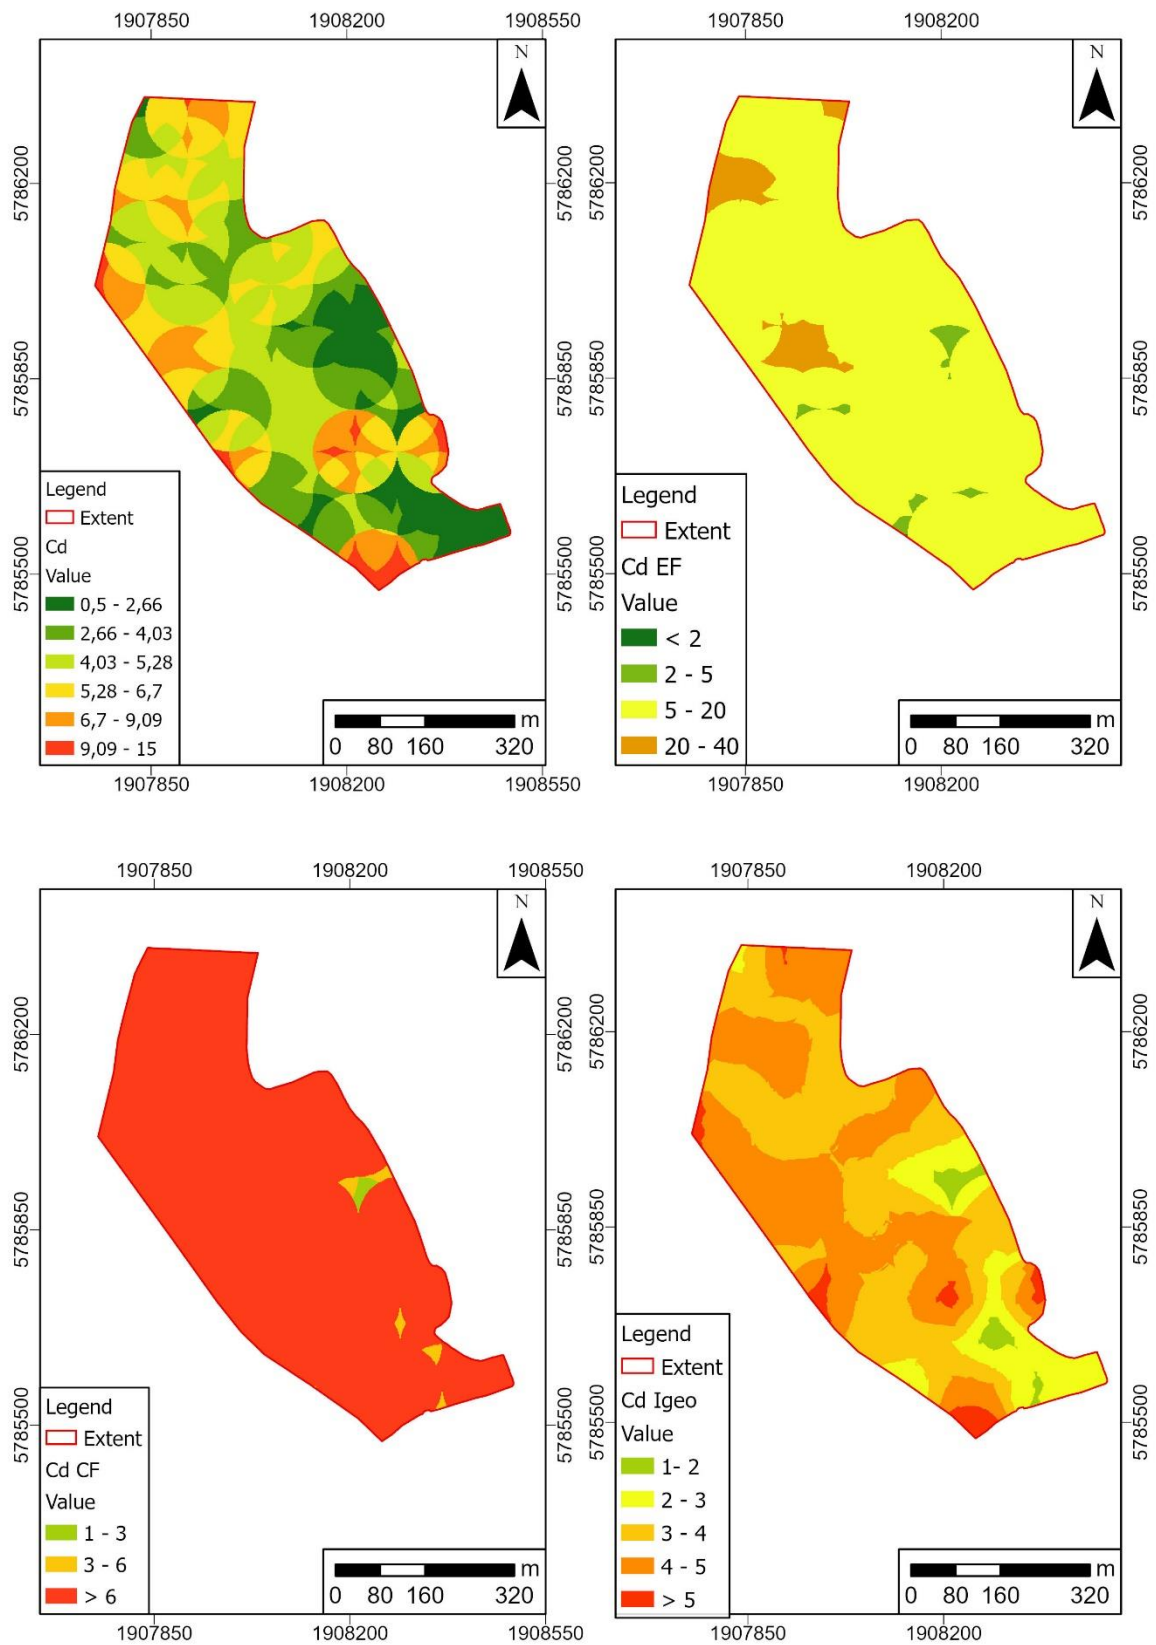 1907850 1908200 1908550
N
5786200
5785850
5785500
5786200
5785850
5785500
Legend
Extent
Cd
Value
0,5 - 2,66
2,66 - 4,03
4,03 - 5,28
5,28 - 6,7
6,7 - 9,09
9,09 - 15
m
0 80 160 320
1907850 1908200 1908550
1907850 1908200
N
5786200
5785850
5785500
Legend
Extent
Cd EF
Value
< 2
2 - 5
5 - 20
20 - 40
m
0 80 160 320
1907850 1908200
1907850 1908200 1908550
N
5786200
5785850
5785500
5786200
5785850
5785500
Legend
Extent
Cd CF
Value
1 - 3
3 - 6
> 6
m
0 80 160 320
1907850 1908200 1908550
1907850 1908200
N
5786200
5785850
5785500
Legend
Extent
Cd Igeo
Value
1- 2
2 - 3
3 - 4
4 - 5
> 5
m
0 80 160 320
1907850 1908200